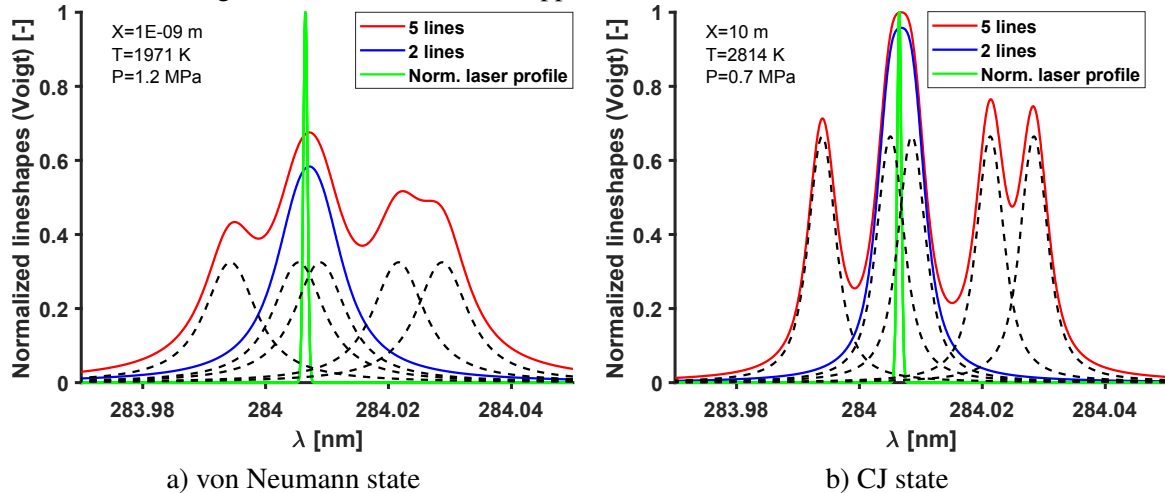 Normalized lineshapes (Voigt) [-]
1
0.8
0.6
0.4
0.2
0
X=1E-09 m
T=1971 K
P=1.2 MPa
5 lines
2 lines
Norm. laser profile
283.98
284
284.02
284.04
λ [nm]
a) von Neumann state
Normalized lineshapes (Voigt) [-]
1
0.8
0.6
0.4
0.2
0
X=10 m
T=2814 K
P=0.7 MPa
5 lines
2 lines
Norm. laser profile
283.98
284
284.02
284.04
λ [nm]
b) CJ state